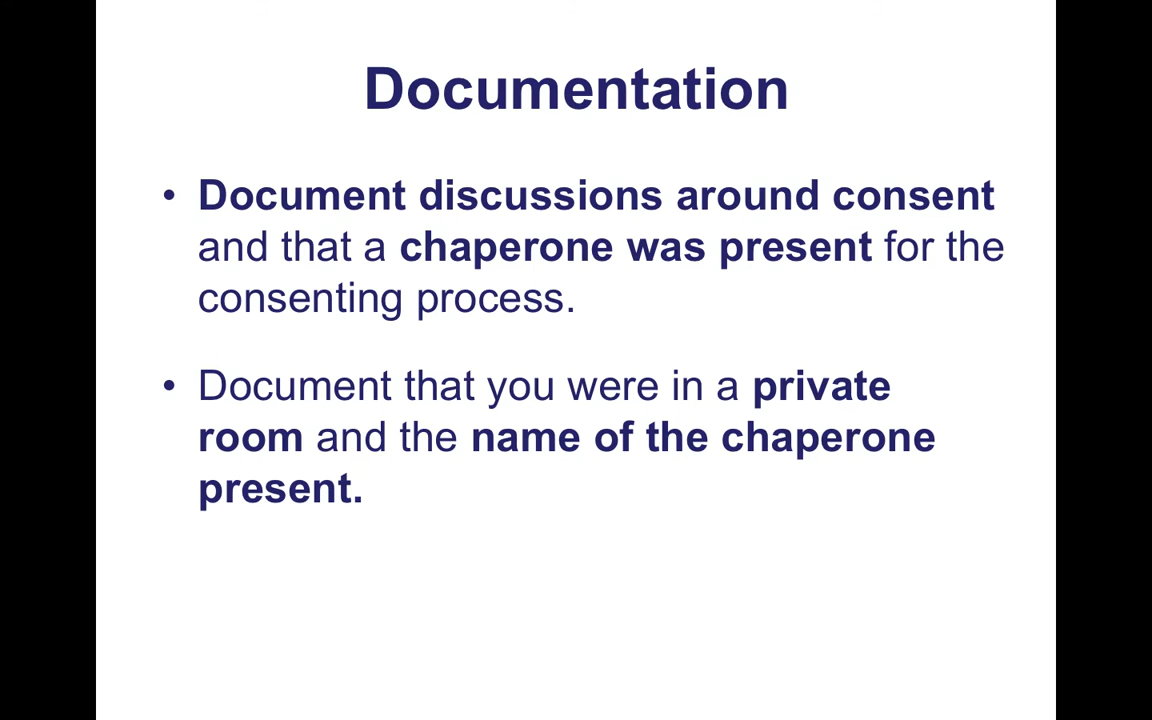 Documentation
• Document discussions around consent
and that a chaperone was present for the
consenting process.
• Document that you were in a private
room and the name of the chaperone
present.